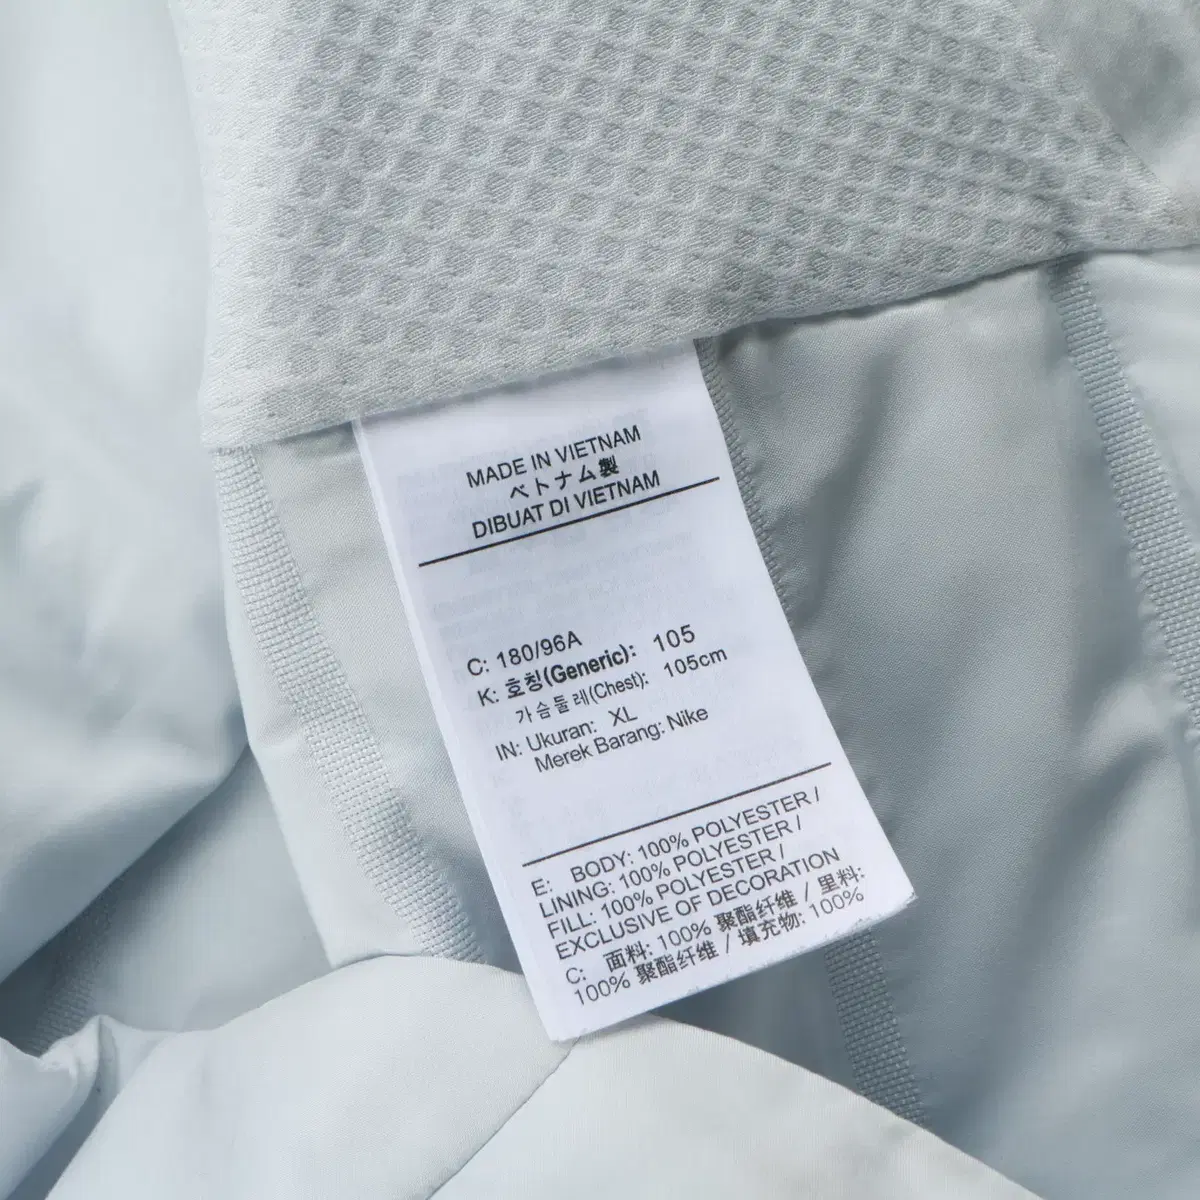 MADE IN VIETNAM
ベトナム製
DIBUAT DI VIETNAM
C: 180/96A
K: 호칭(Generic): 105
가슴둘레(Chest): 105cm
IN: Ukuran: XL
Merek Barang: Nike
E: BODY: 100% POLYESTER /
LINING: 100% POLYESTER /
FILL: 100% POLYESTER /
EXCLUSIVE OF DECORATION
C: 面料: 100% 聚酯纤维 / 里料:
100% 聚酯纤维 / 填充物: 100%